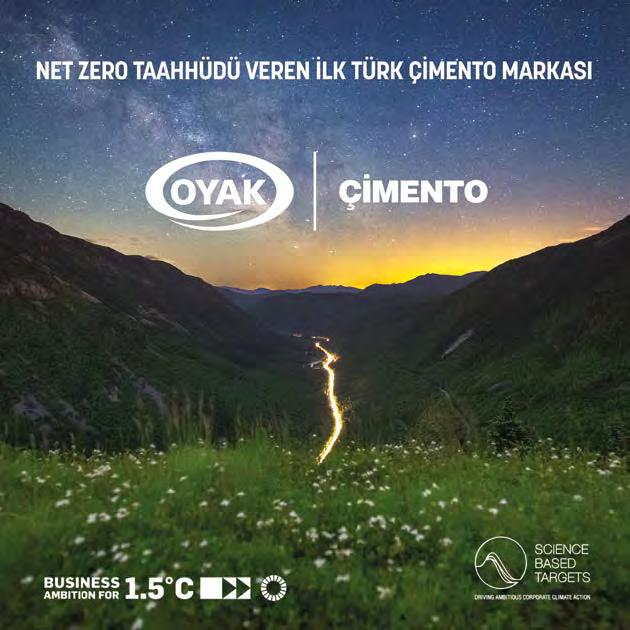 NET ZERO TAAHHÜDÜ VEREN İLK TÜRK ÇİMENTO MARKASI
OYAK ÇİMENTO
BUSINESS
AMBITION FOR 1.5°C
SCIENCE
BASED
TARGETS
DRIVING AMBITIOUS CORPORATE CLIMATE ACTION